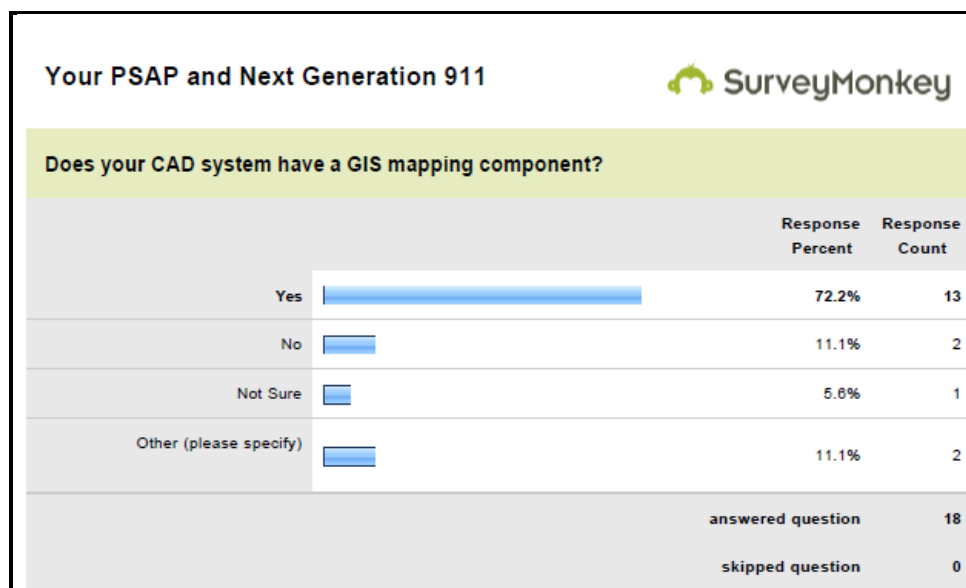 Your PSAP and Next Generation 911
SurveyMonkey
Does your CAD system have a GIS mapping component?
Response Percent
Response Count
Yes 72.2% 13
No 11.1% 2
Not Sure 5.6% 1
Other (please specify) 11.1% 2
answered question 18
skipped question 0